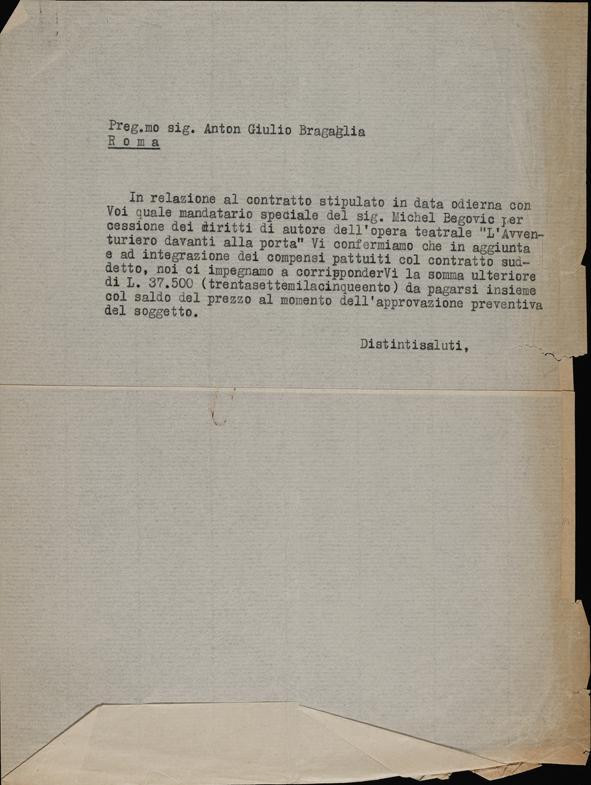 Preg.mo sig. Anton Giulio Bragaglia
R o m a
In relazione al contratto stipulato in data odierna con
Voi quale mandatario speciale del sig. Michel Begovic per
cessione dei diritti di autore dell'opera teatrale "L'Avven-
turiero davanti alla porta" Vi confermiamo che in aggiunta
e ad integrazione dei compensi pattuiti col contratto sud-
detto, noi ci impegnamo a corripponderVi la somma ulteriore
di L. 37.500 (trentasettemilacinqueento) da pagarsi insieme
col saldo del prezzo al momento dell'approvazione preventiva
del soggetto.
Distintisaluti,